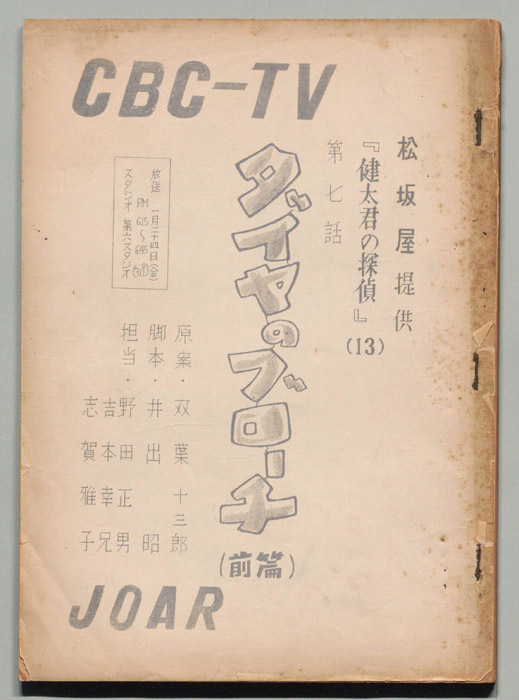 CBC-TV
松坂屋提供
『健太君の探偵』(13)
第七話
ダイヤのブローチ
(前篇)
放送 一月二十四日(金)
PM 6.15～6.45
スタジオ 第六スタジオ
原案・双葉十三郎
脚本・井出 昭
担当・野田正男
吉本幸兄
志賀雅子
JOAR